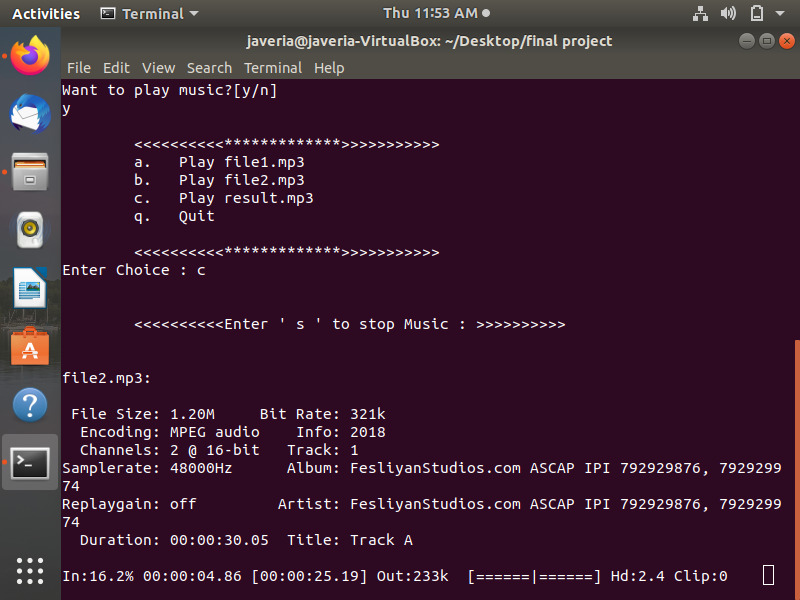 Activities Terminal Thu 11:53 AM
javeria@javeria-VirtualBox: ~/Desktop/final project
File Edit View Search Terminal Help
Want to play music?[y/n]
y
<<<<<<<<<<*************>>>>>>>>>>>
a. Play file1.mp3
b. Play file2.mp3
c. Play result.mp3
q. Quit
<<<<<<<<<<*************>>>>>>>>>>>
Enter Choice : c
<<<<<<<<<<Enter ' s ' to stop Music : >>>>>>>>>>
file2.mp3:
File Size: 1.20M Bit Rate: 321k
Encoding: MPEG audio Info: 2018
Channels: 2 @ 16-bit Track: 1
Samplerate: 48000Hz Album: FesliyanStudios.com ASCAP IPI 792929876, 7929299
74
Replaygain: off Artist: FesliyanStudios.com ASCAP IPI 792929876, 7929299
74
Duration: 00:00:30.05 Title: Track A
In:16.2% 00:00:04.86 [00:00:25.19] Out:233k [======|======] Hd:2.4 Clip:0